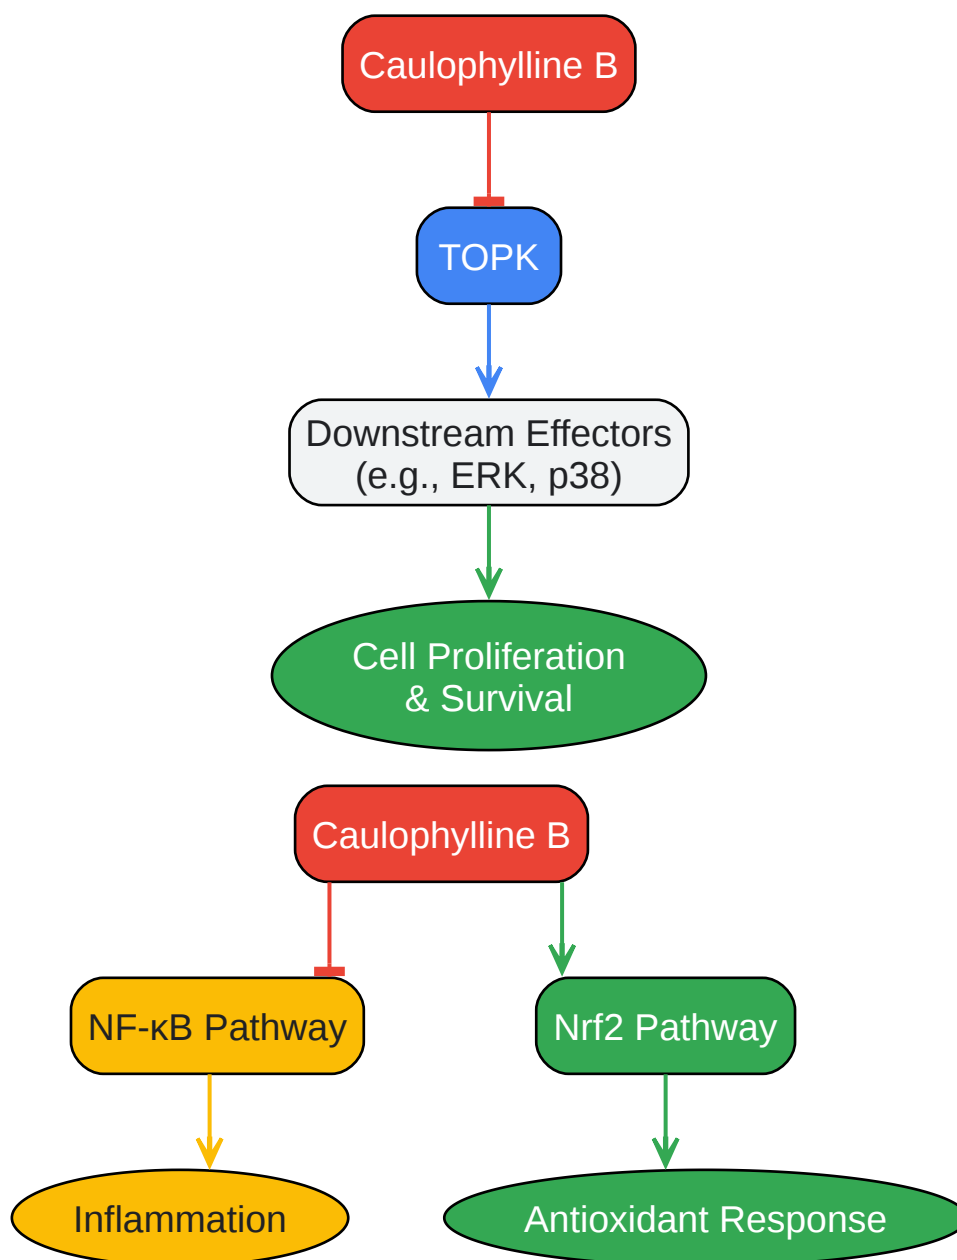 Caulophylline B
TOPK
Downstream Effectors
(e.g., ERK, p38)
Cell Proliferation
& Survival
Caulophylline B
NF-κB Pathway
Nrf2 Pathway
Inflammation
Antioxidant Response